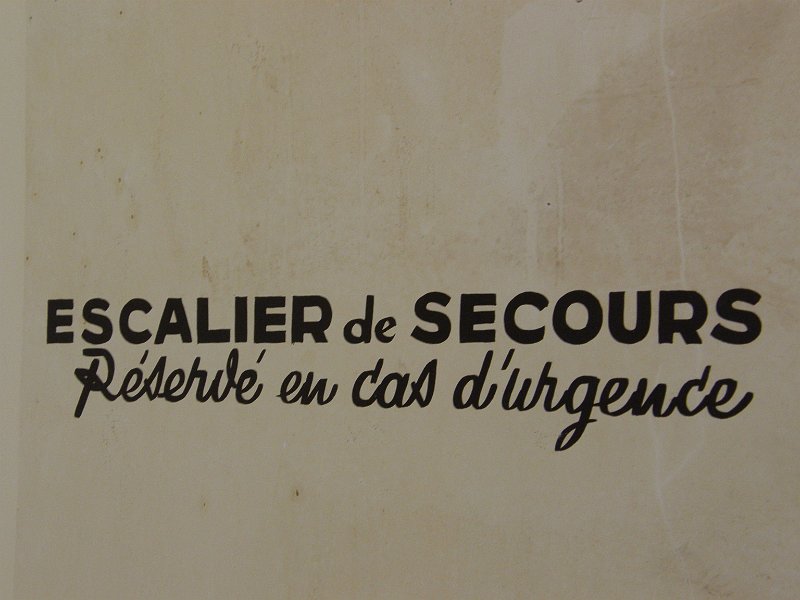 ESCALIER de SECOURS
Réservé en cas d'urgence